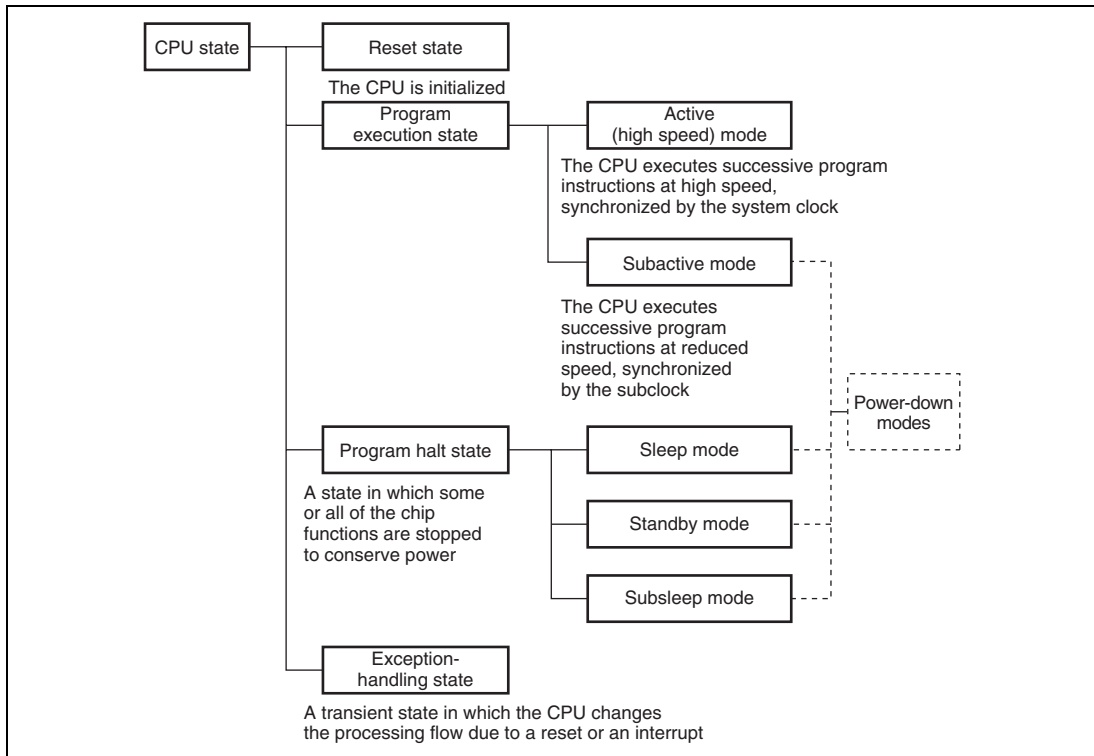 CPU state
Reset state
The CPU is initialized
Program
execution state
Active
(high speed) mode
The CPU executes successive program
instructions at high speed,
synchronized by the system clock
Subactive mode
The CPU executes
successive program
instructions at reduced
speed, synchronized
by the subclock
Power-down
modes
Program halt state
A state in which some
or all of the chip
functions are stopped
to conserve power
Sleep mode
Standby mode
Subsleep mode
Exception-
handling state
A transient state in which the CPU changes
the processing flow due to a reset or an interrupt